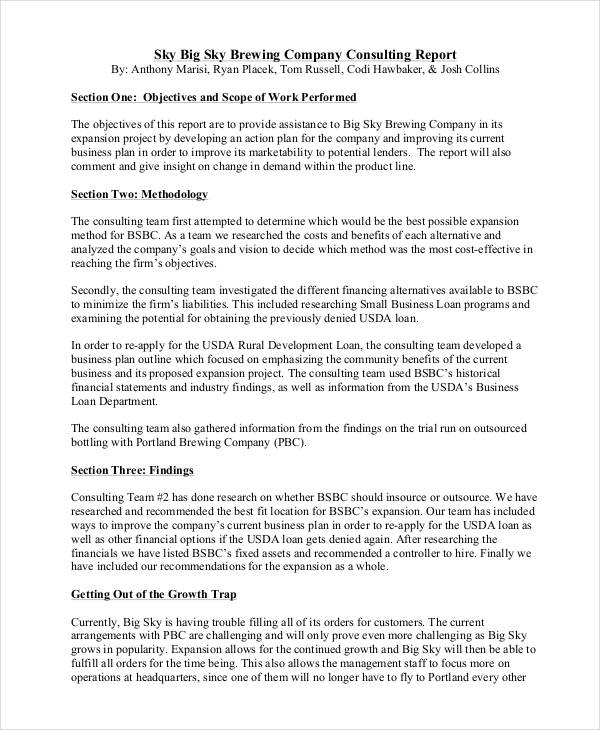 Sky Big Sky Brewing Company Consulting Report
By: Anthony Marisi, Ryan Placek, Tom Russell, Codi Hawbaker, & Josh Collins
Section One:  Objectives and Scope of Work Performed
The objectives of this report are to provide assistance to Big Sky Brewing Company in its
expansion project by developing an action plan for the company and improving its current
business plan in order to improve its marketability to potential lenders.  The report will also
comment and give insight on change in demand within the product line.
Section Two: Methodology
The consulting team first attempted to determine which would be the best possible expansion
method for BSBC. As a team we researched the costs and benefits of each alternative and
analyzed the company's goals and vision to decide which method was the most cost-effective in
reaching the firm's objectives.
Secondly, the consulting team investigated the different financing alternatives available to BSBC
to minimize the firm's liabilities. This included researching Small Business Loan programs and
examining the potential for obtaining the previously denied USDA loan.
In order to re-apply for the USDA Rural Development Loan, the consulting team developed a
business plan outline which focused on emphasizing the community benefits of the current
business and its proposed expansion project. The consulting team used BSBC's historical
financial statements and industry findings, as well as information from the USDA's Business
Loan Department.
The consulting team also gathered information from the findings on the trial run on outsourced
bottling with Portland Brewing Company (PBC).
Section Three: Findings
Consulting Team #2 has done research on whether BSBC should insource or outsource. We have
researched and recommended the best fit location for BSBC's expansion. Our team has included
ways to improve the company's current business plan in order to re-apply for the USDA loan as
well as other financial options if the USDA loan gets denied again. After researching the
financials we have listed BSBC's fixed assets and recommended a controller to hire. Finally we
have included our recommendations for the expansion as a whole.
Getting Out of the Growth Trap
Currently, Big Sky is having trouble filling all of its orders for customers. The current
arrangements with PBC are challenging and will only prove even more challenging as Big Sky
grows in popularity. Expansion allows for the continued growth and Big Sky will then be able to
fulfill all orders for the time being. This also allows the management staff to focus more on
operations at headquarters, since one of them will no longer have to fly to Portland every other